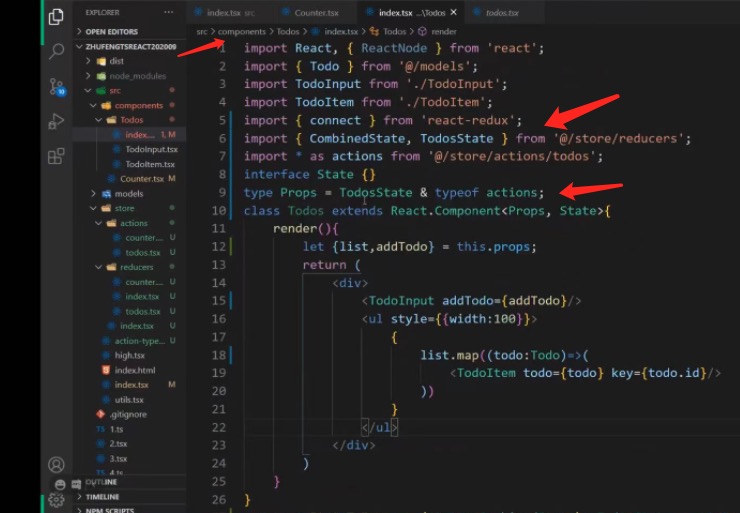 EXPLORER
OPEN EDITORS
ZHUFENGTSREACT202009
dist
node_modules
src
components
Todos
index... 1, M
TodoInput.tsx
TodoItem.tsx
Counter.tsx M
models
store
actions
counter... U
todos.tsx U
reducers
counter... U
index.tsx U
todos.tsx U
index.tsx U
action-type... U
high.tsx
index.html
index.tsx M
utils.tsx
.gitignore
TS 1.ts
2.tsx
3.tsx
4.tsx
OUTLINE
TIMELINE
NPM SCRIPTS
index.tsx src Counter.tsx index.tsx ...\Todos todos.tsx
src > components > Todos > index.tsx > Todos > render
1 import React, { ReactNode } from 'react';
2 import { Todo } from '@/models';
3 import TodoInput from './TodoInput';
4 import TodoItem from './TodoItem';
5 import { connect } from 'react-redux';
6 import { CombinedState, TodosState } from '@/store/reducers';
7 import * as actions from '@/store/actions/todos';
8 interface State {}
9 type Props = TodosState & typeof actions;
10 class Todos extends React.Component<Props, State>{
11 render(){
12 let {list,addTodo} = this.props;
13 return (
14 <div>
15 <TodoInput addTodo={addTodo}/>
16 <ul style={{width:100}}>
17 {
18 list.map((todo:Todo)=>(
19 <TodoItem todo={todo} key={todo.id}/>
20 ))
21 }
22 </ul>
23 </div>
24 )
25 }
26 }